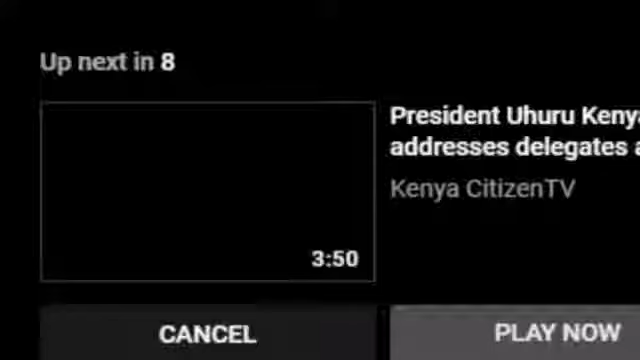 Up next in 8
President Uhuru Kenya
addresses delegates a
Kenya CitizenTV
3:50
CANCEL
PLAY NOW